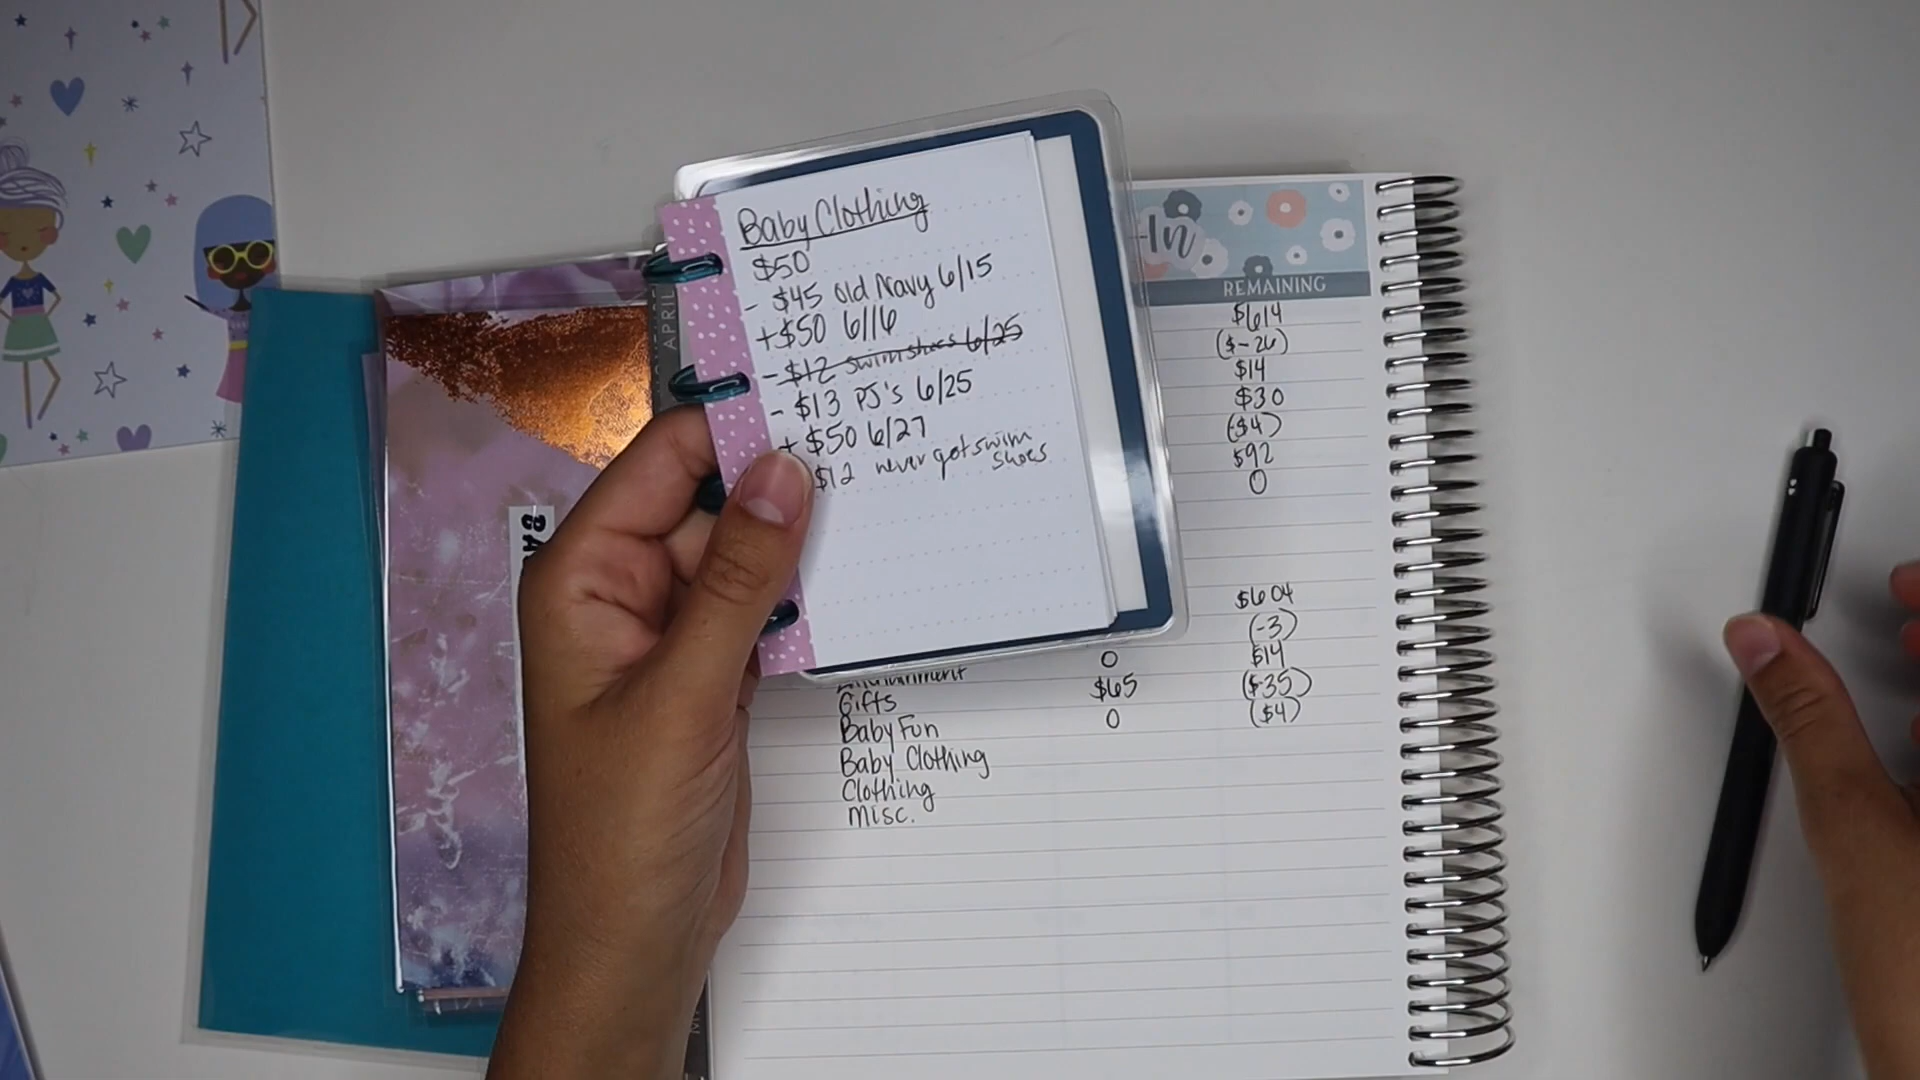 Baby Clothing
$50
- $45 Old Navy 6/15
+ $50 6/16
- $12 swim shoes 6/25
- $13 PJ's 6/25
+ $50 6/27
$12 never got swim
shoes
APRIL
In
REMAINING
$614
($-26)
$14
$30
($4)
$92
0
$604
(-3)
0 $14
Entertainment
Gifts $65 ($-35)
Baby Fun 0 ($4)
Baby Clothing
Clothing
Misc.